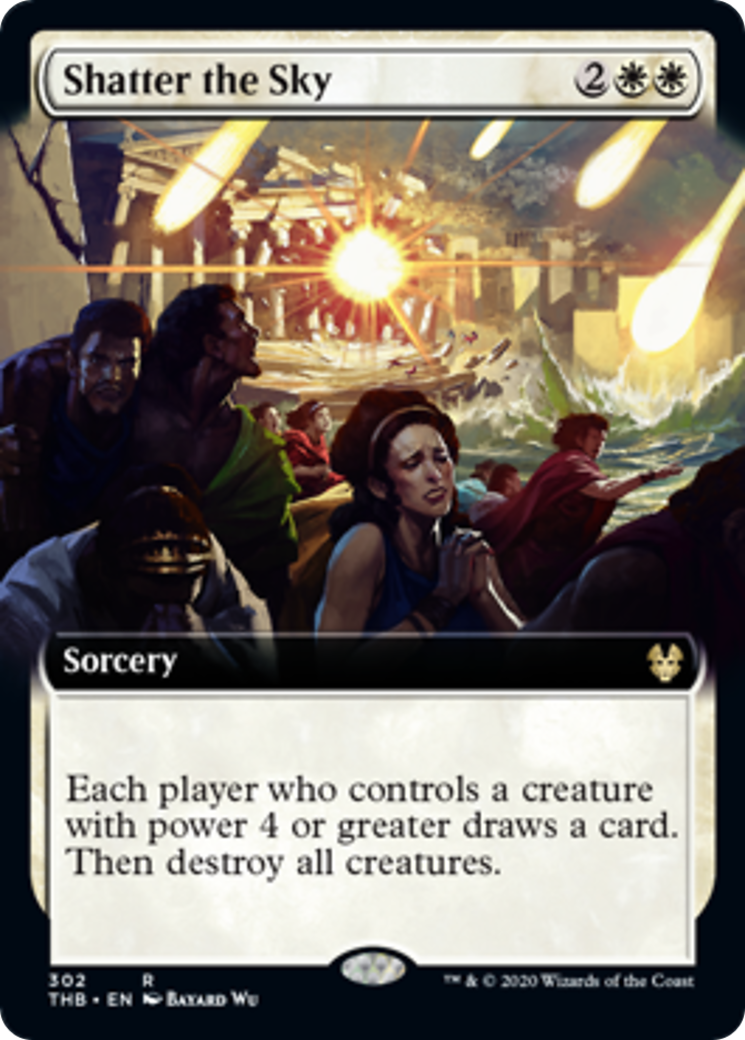 Shatter the Sky 2
Sorcery
Each player who controls a creature
with power 4 or greater draws a card.
Then destroy all creatures.
302 R
THB • EN Bayard Wu
™ & © 2020 Wizards of the Coast